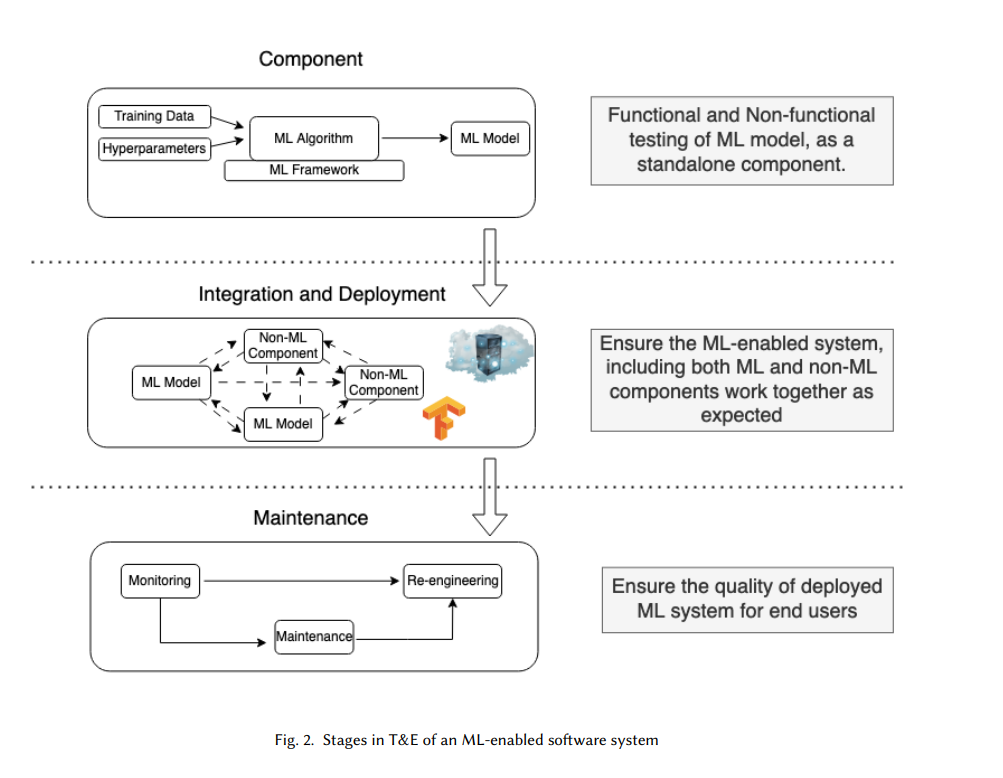 Component
Training Data
Hyperparameters
ML Algorithm
ML Framework
ML Model
Functional and Non-functional
testing of ML model, as a
standalone component.
Integration and Deployment
Non-ML
Component
ML Model
Non-ML
Component
ML Model
Ensure the ML-enabled system,
including both ML and non-ML
components work together as
expected
Maintenance
Monitoring
Re-engineering
Maintenance
Ensure the quality of deployed
ML system for end users
Fig. 2. Stages in T&E of an ML-enabled software system